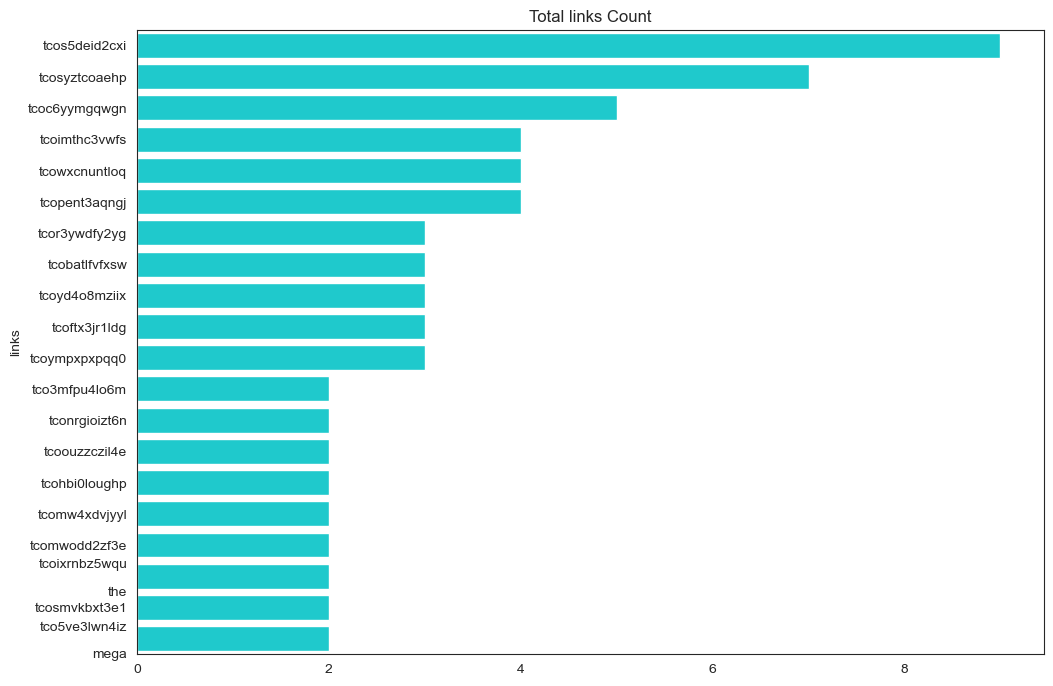 Total links Count
tcos5deid2cxi
tcosyztcoaehp
tcoc6yymgqwgn
tcoimthc3vwfs
tcowxcnuntloq
tcopent3aqngj
tcor3ywdfy2yg
tcobatlfvfxsw
tcoyd4o8mziix
tcoftx3jr1ldg
tcoympxpxpqq0
tco3mfpu4lo6m
tconrgioizt6n
tcoouzzczil4e
tcohbi0loughp
tcomw4xdvjyyl
tcomwodd2zf3e
tcoixrnbz5wqu
the
tcosmvkbxt3e1
tco5ve3lwn4iz
mega
links
0 2 4 6 8